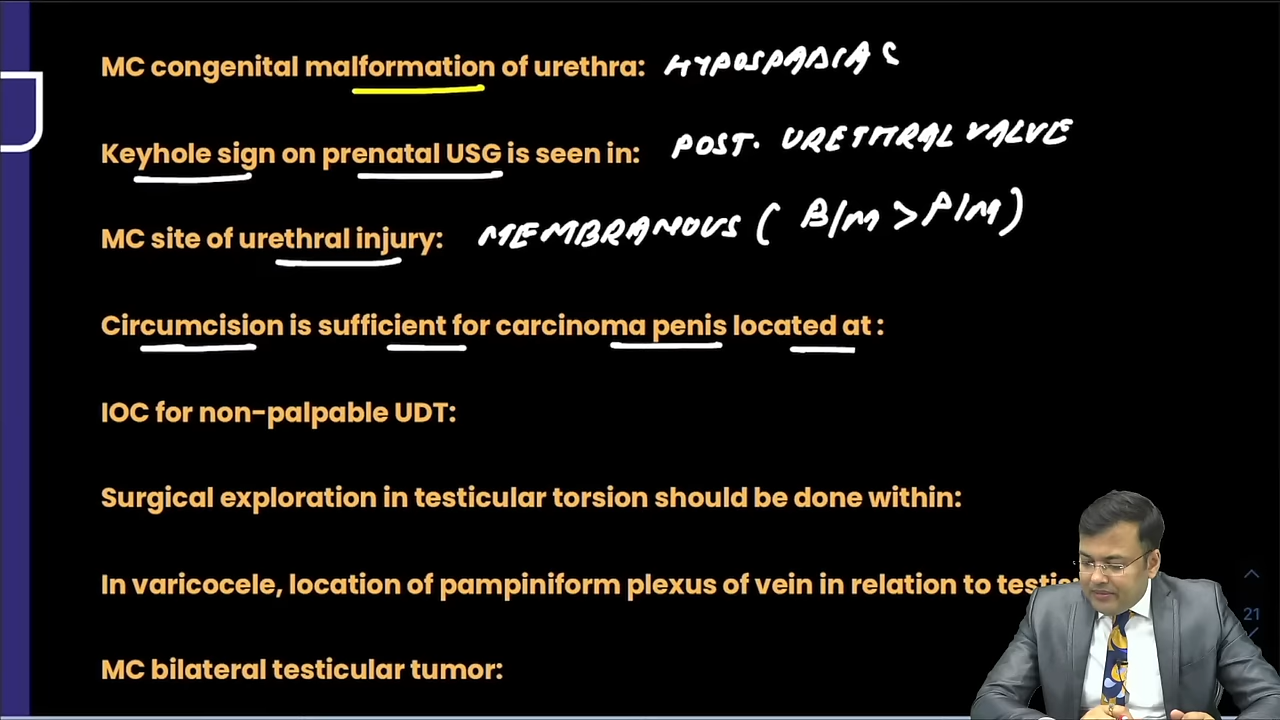 MC congenital malformation of urethra: HYPOSPADIAS
Keyhole sign on prenatal USG is seen in: POST. URETHRAL VALVE
MC site of urethral injury: MEMBRANOUS ( B/M > P/M )
Circumcision is sufficient for carcinoma penis located at :
IOC for non-palpable UDT:
Surgical exploration in testicular torsion should be done within:
In varicocele, location of pampiniform plexus of vein in relation to testis:
21
MC bilateral testicular tumor: